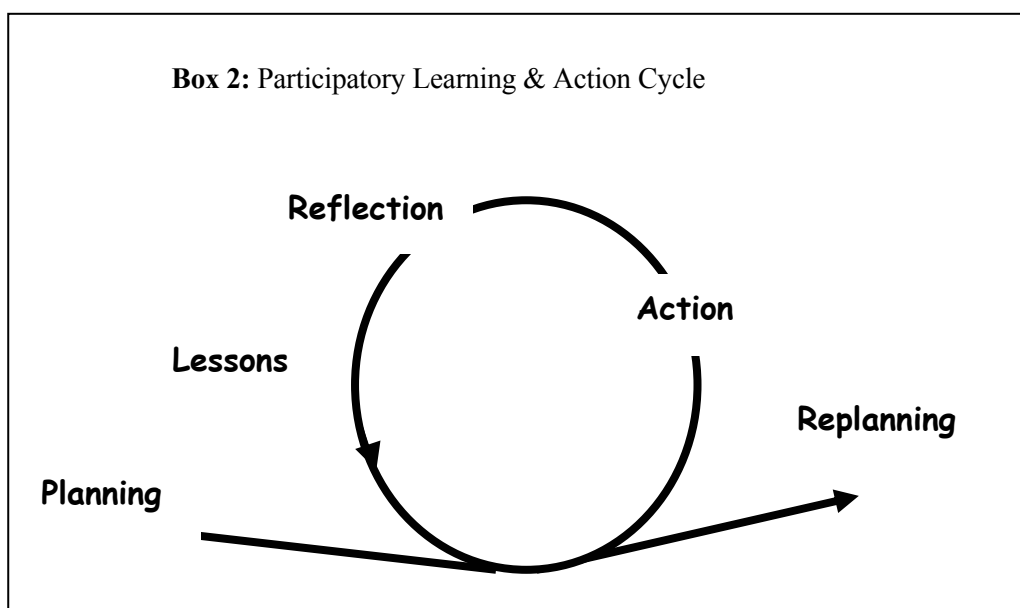 Box 2: Participatory Learning & Action Cycle
Reflection
Action
Lessons
Replanning
Planning